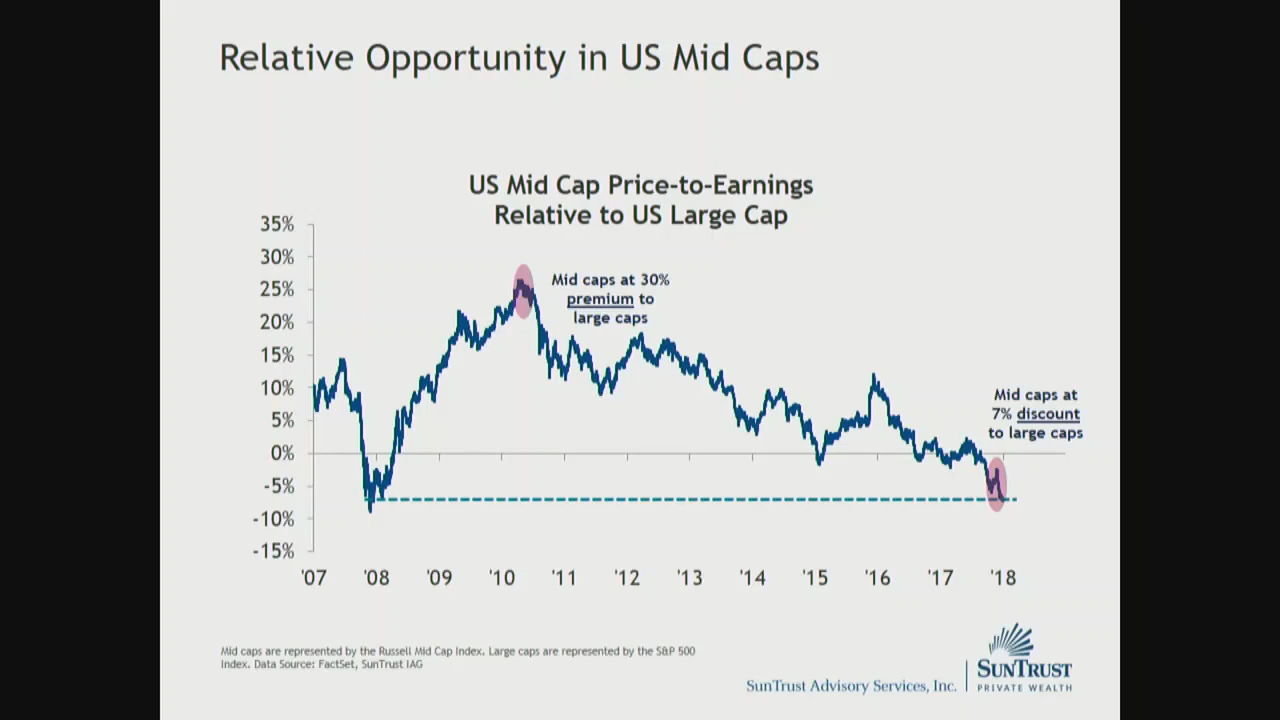 Relative Opportunity in US Mid Caps
US Mid Cap Price-to-Earnings
Relative to US Large Cap
35%
30%
25%
20%
15%
10%
5%
0%
-5%
-10%
-15%
Mid caps at 30%
premium to
large caps
Mid caps at
7% discount
to large caps
'07 '08 '09 '10 '11 '12 '13 '14 '15 '16 '17 '18
Mid caps are represented by the Russell Mid Cap Index. Large caps are represented by the S&P 500
Index. Data Source: FactSet, SunTrust IAG
SunTrust Advisory Services, Inc.
SUNTRUST
PRIVATE WEALTH